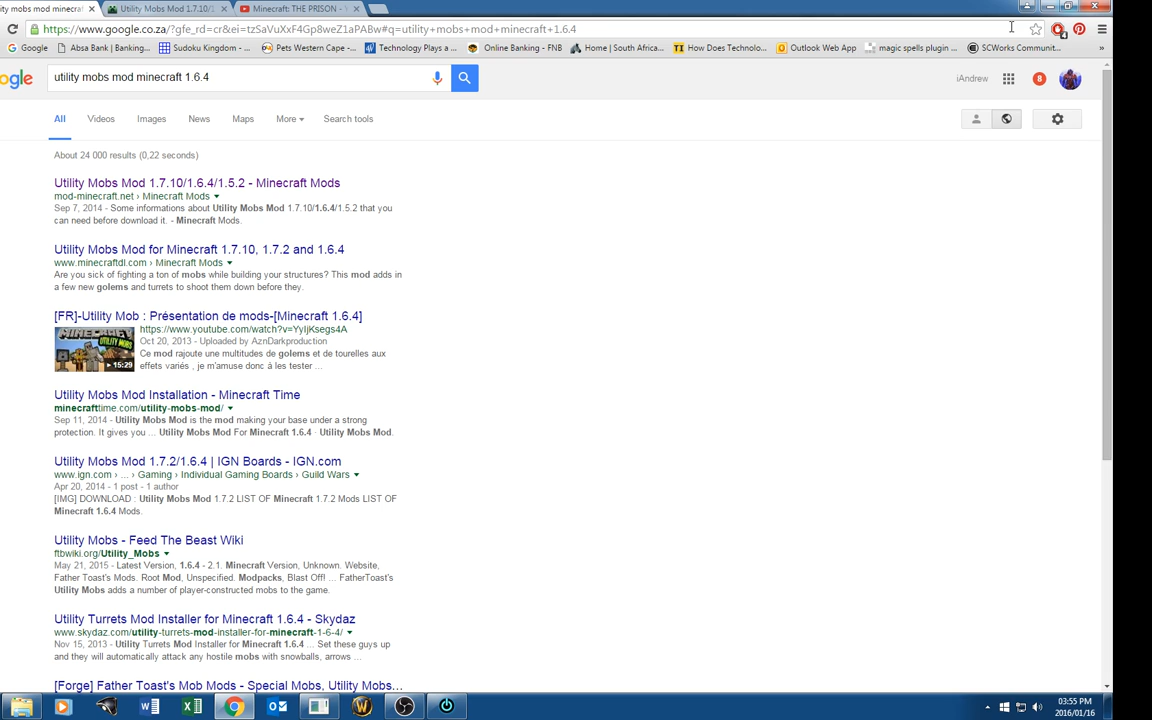 ty mobs mod minecraf
Utility Mobs Mod 1.7.10/1
Minecraft: THE PRISON -
https://www.google.co.za/?gfe_rd=cr&ei=tzSaVuXxF4Gp8weZ1aPABw#q=utility+mobs+mod+minecraft+1.6.4
Google
Absa Bank | Banking...
Sudoku Kingdom - ...
Pets Western Cape - ...
Technology Plays a ...
Online Banking - FNB
Home | South Africa...
How Does Technolo...
Outlook Web App
magic spells plugin ...
SCWorks Communit...
»
ogle
utility mobs mod minecraft 1.6.4
iAndrew
8
All
Videos
Images
News
Maps
More
Search tools
About 24 000 results (0,22 seconds)
Utility Mobs Mod 1.7.10/1.6.4/1.5.2 - Minecraft Mods
mod-minecraft.net › Minecraft Mods
Sep 7, 2014 - Some informations about Utility Mobs Mod 1.7.10/1.6.4/1.5.2 that you
can need before download it. - Minecraft Mods.
Utility Mobs Mod for Minecraft 1.7.10, 1.7.2 and 1.6.4
www.minecraftdl.com › Minecraft Mods
Are you sick of fighting a ton of mobs while building your structures? This mod adds in
a few new golems and turrets to shoot them down before they.
[FR]-Utility Mob : Présentation de mods-[Minecraft 1.6.4]
MINECRAFT
UTILITY MOBS
15:29
https://www.youtube.com/watch?v=YyIjKsegs4A
Oct 20, 2013 - Uploaded by AznDarkproduction
Ce mod rajoute une multitudes de golems et de tourelles aux
effets variés , je m'amuse donc à les tester ...
Utility Mobs Mod Installation - Minecraft Time
minecrafttime.com/utility-mobs-mod/
Sep 11, 2014 - Utility Mobs Mod is the mod making your base under a strong
protection. It gives you ... Utility Mobs Mod For Minecraft 1.6.4 · Utility Mobs Mod.
Utility Mobs Mod 1.7.2/1.6.4 | IGN Boards - IGN.com
www.ign.com › ... › Gaming › Individual Gaming Boards › Guild Wars
Apr 20, 2014 - 1 post - 1 author
[IMG] DOWNLOAD : Utility Mobs Mod 1.7.2 LIST OF Minecraft 1.7.2 Mods LIST OF
Minecraft 1.6.4 Mods.
Utility Mobs - Feed The Beast Wiki
ftbwiki.org/Utility_Mobs
May 21, 2015 - Latest Version, 1.6.4 - 2.1. Minecraft Version, Unknown. Website,
Father Toast's Mods. Root Mod, Unspecified. Modpacks, Blast Off! ... FatherToast's
Utility Mobs adds a number of player-constructed mobs to the game.
Utility Turrets Mod Installer for Minecraft 1.6.4 - Skydaz
www.skydaz.com/utility-turrets-mod-installer-for-minecraft-1-6-4/
Nov 15, 2013 - Utility Turrets Mod Installer for Minecraft 1.6.4 ... Set these guys up
and they will automatically attack any hostile mobs with snowballs, arrows ...
[Forge] Father Toast's Mob Mods - Special Mobs, Utility Mobs...
03:55 PM
2016/01/16